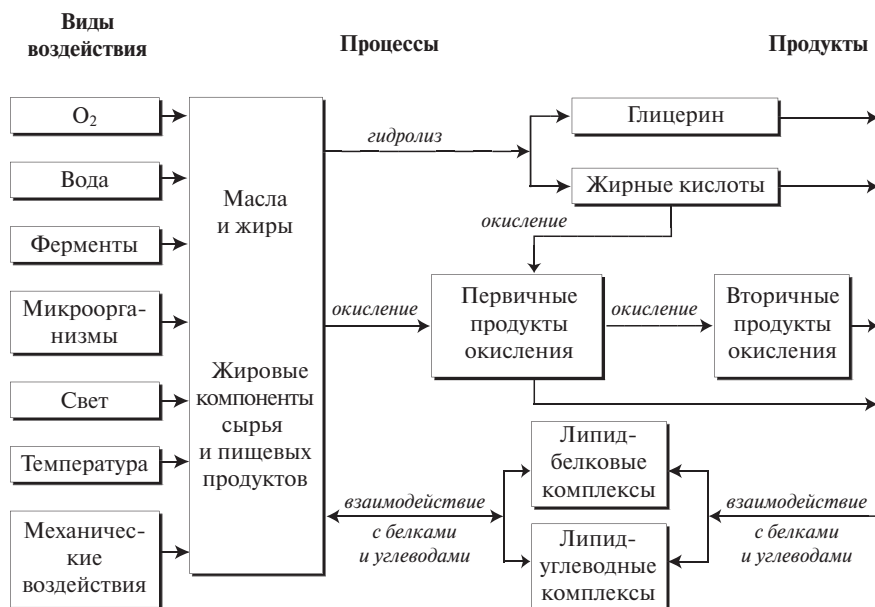 Виды
воздействия
Процессы
Продукты
O₂
Вода
Ферменты
Микроорга-
низмы
Свет
Температура
Механичес-
кие
воздействия
Масла
и жиры
Жировые
компоненты
сырья
и пищевых
продуктов
гидролиз
Глицерин
Жирные кислоты
окисление
окисление
Первичные
продукты
окисления
окисление
Вторичные
продукты
окисления
взаимодействие
с белками
и углеводами
Липид-
белковые
комплексы
Липид-
углеводные
комплексы
взаимодействие
с белками
и углеводами